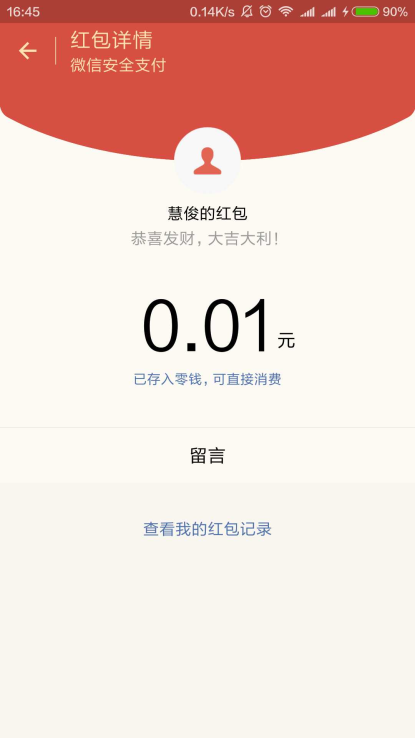 16:45 0.14K/s 90%
红包详情
微信安全支付
慧俊的红包
恭喜发财，大吉大利！
0.01元
已存入零钱，可直接消费
留言
查看我的红包记录